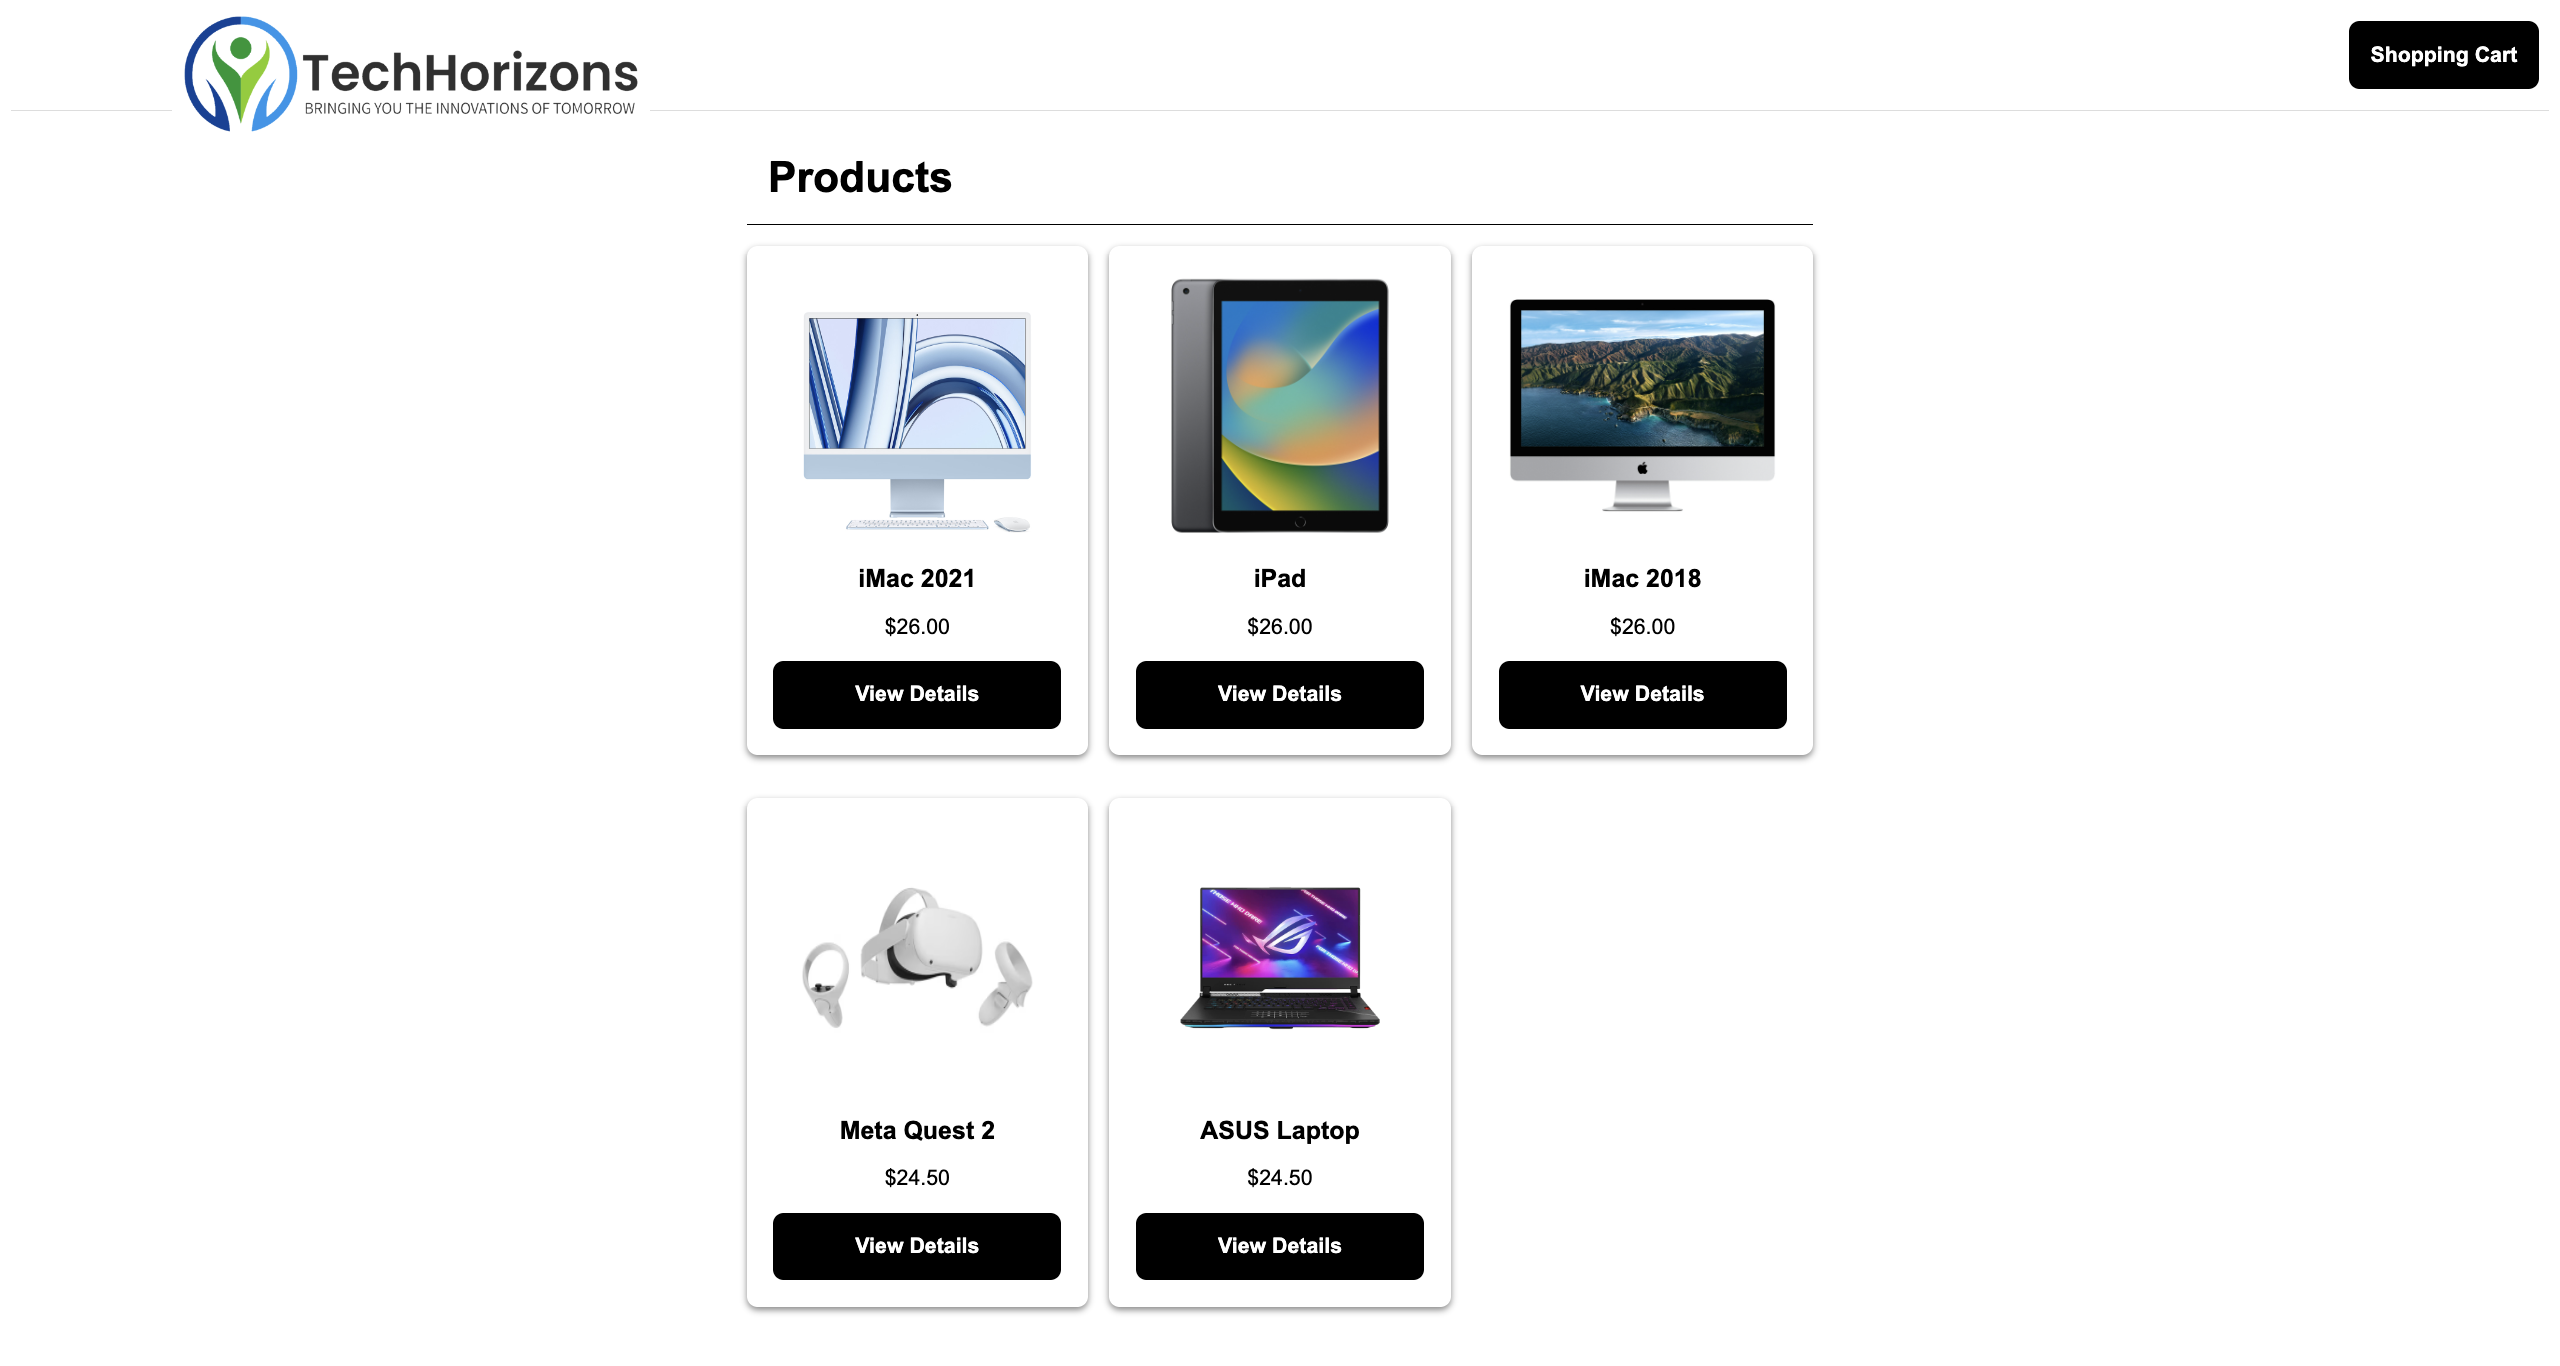 TechHorizons
BRINGING YOU THE INNOVATIONS OF TOMORROW
Shopping Cart
Products
iMac 2021
$26.00
View Details
iPad
$26.00
View Details
iMac 2018
$26.00
View Details
Meta Quest 2
$24.50
View Details
ASUS Laptop
$24.50
View Details